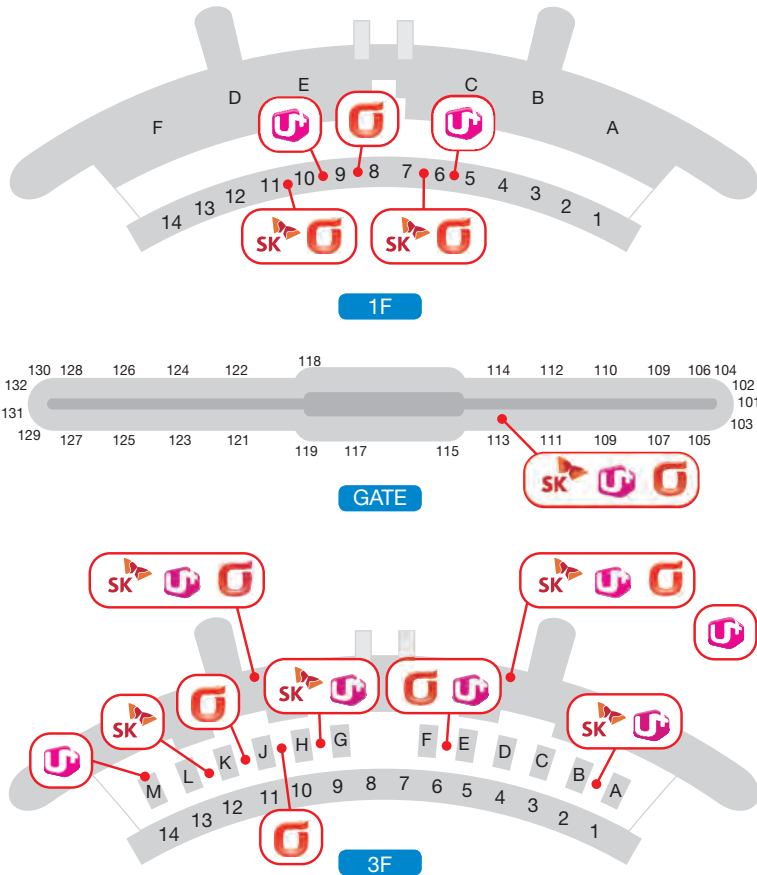 E
C
D
B
F
A
U+
U+
11 10 9 8 7 6 5
14 13 12 4 3 2 1
SK
SK
1F
118
130 128 126 124 122 114 112 110 109 106 104
132 102
131 101
129 103
127 125 123 121 113 111 109 107 105
119 117 115
SK U+
GATE
SK U+
SK U+
U+
SK U+
U+
SK
SK U+
U+
M L K J H G F E D C B A
14 13 12 11 10 9 8 7 6 5 4 3 2 1
3F